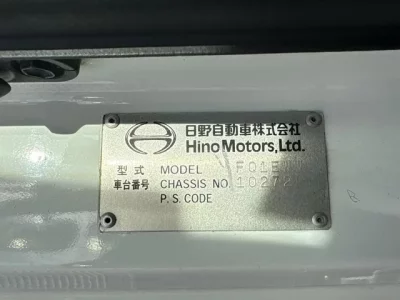 日野自動車株式会社
Hino Motors, Ltd.
型式 MODEL
車台番号 CHASSIS NO. 10272
P.S. CODE